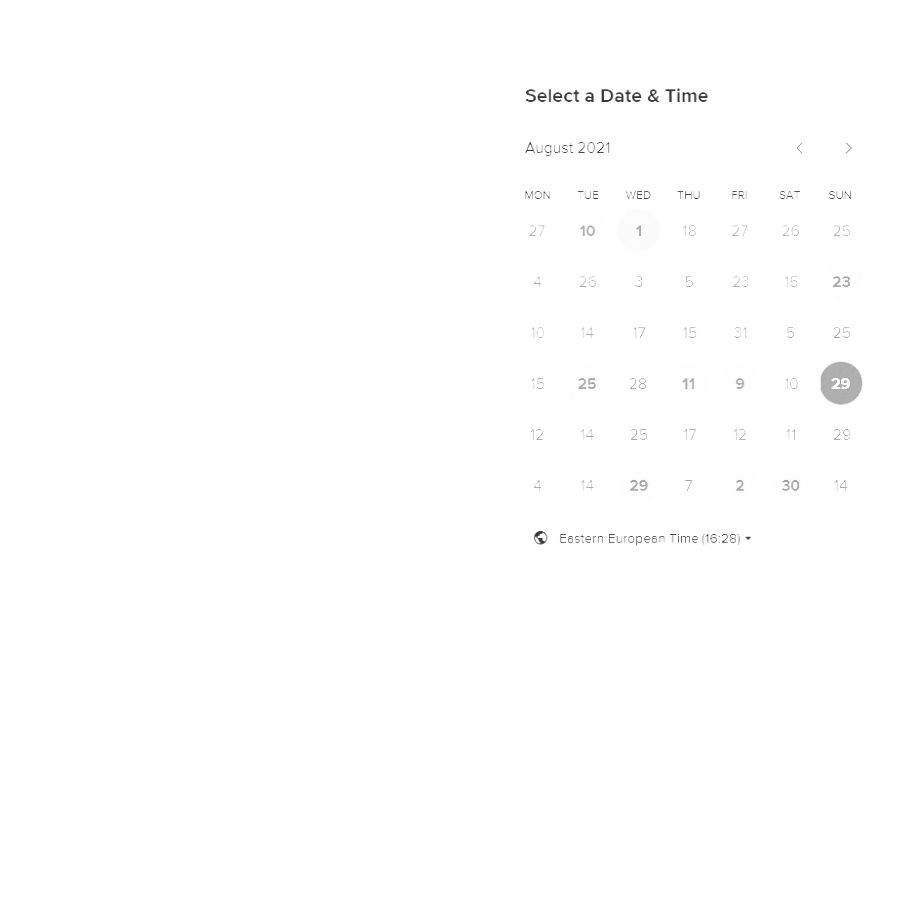 Select a Date & Time
August 2021
MON TUE WED THU FRI SAT SUN
27 10 1 18 27 26 25
4 26 3 5 23 15 23
10 14 17 15 31 5 25
15 25 28 11 9 10 29
12 14 25 17 12 11 29
4 14 29 7 2 30 14
Eastern European Time (16:28)